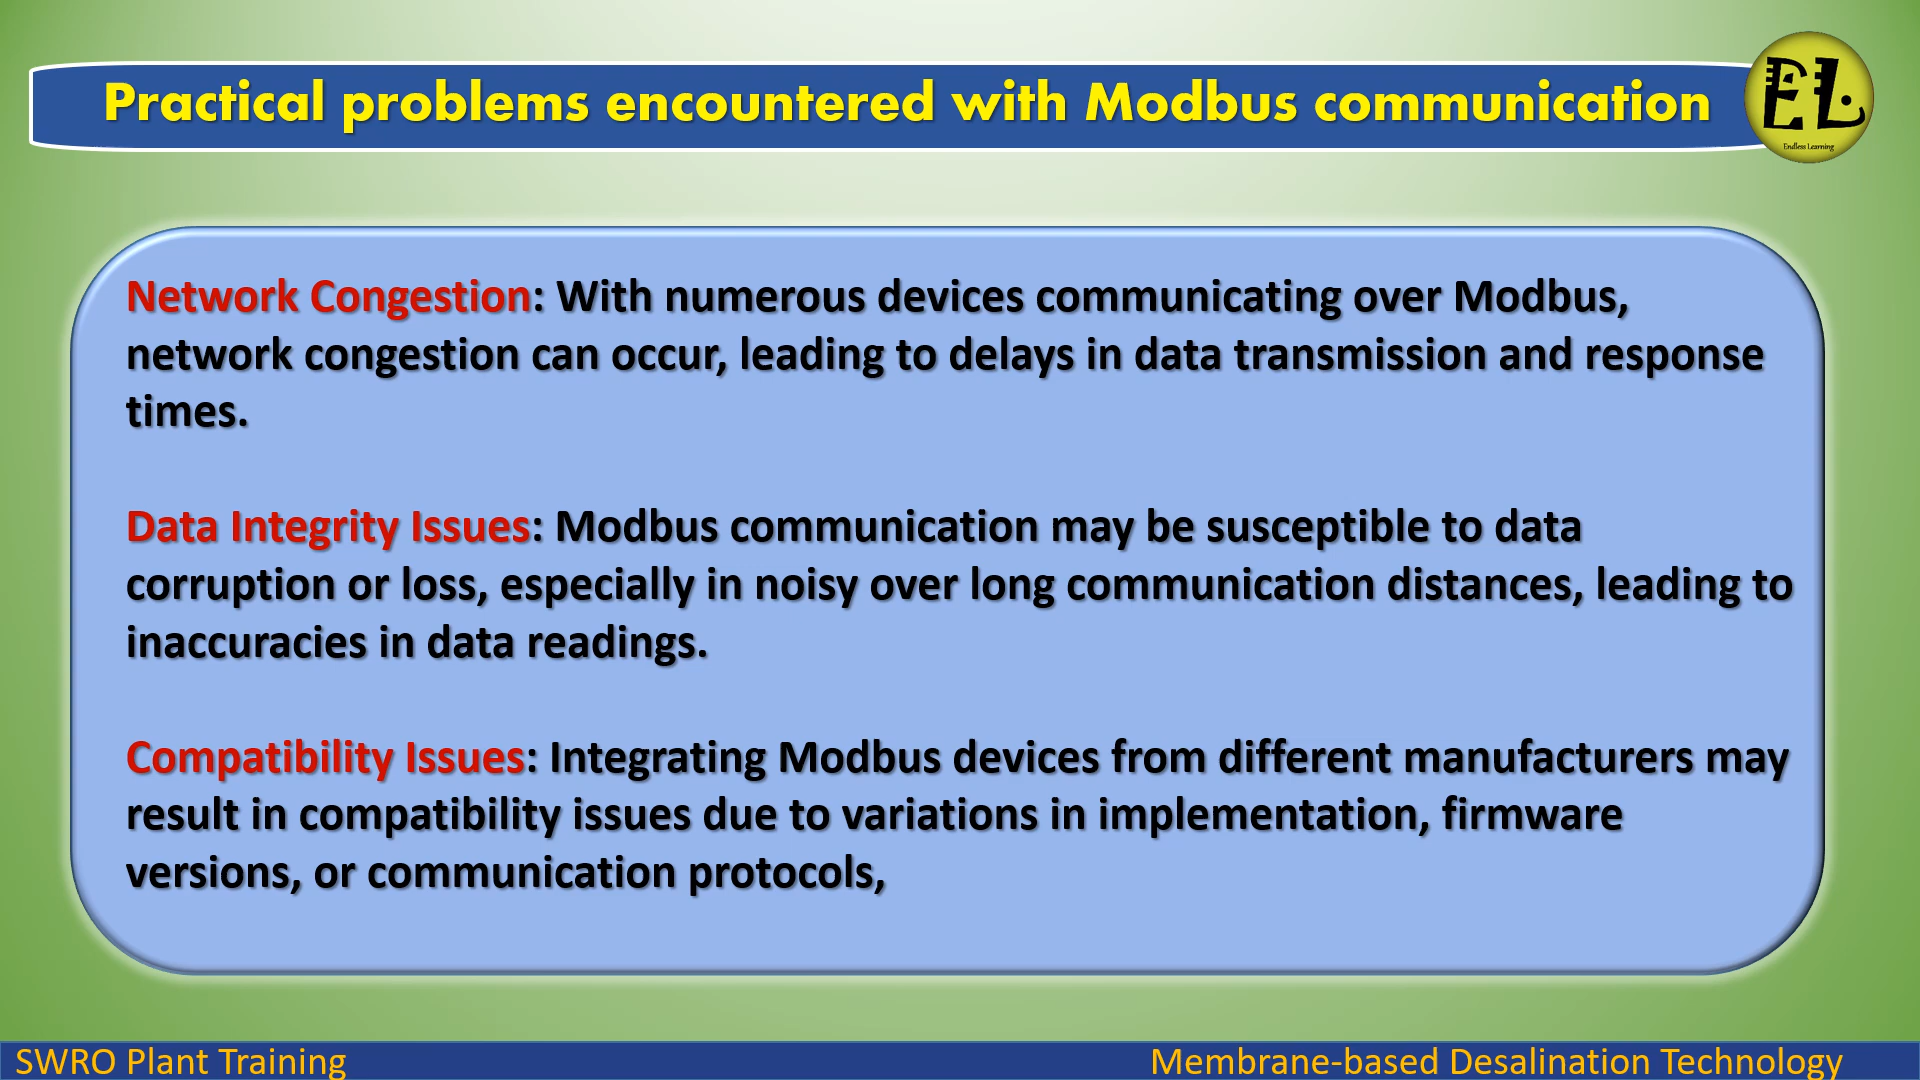 Practical problems encountered with Modbus communication
EL
Endless Learning
Network Congestion: With numerous devices communicating over Modbus,
network congestion can occur, leading to delays in data transmission and response
times.
Data Integrity Issues: Modbus communication may be susceptible to data
corruption or loss, especially in noisy over long communication distances, leading to
inaccuracies in data readings.
Compatibility Issues: Integrating Modbus devices from different manufacturers may
result in compatibility issues due to variations in implementation, firmware
versions, or communication protocols,
SWRO Plant Training
Membrane-based Desalination Technology